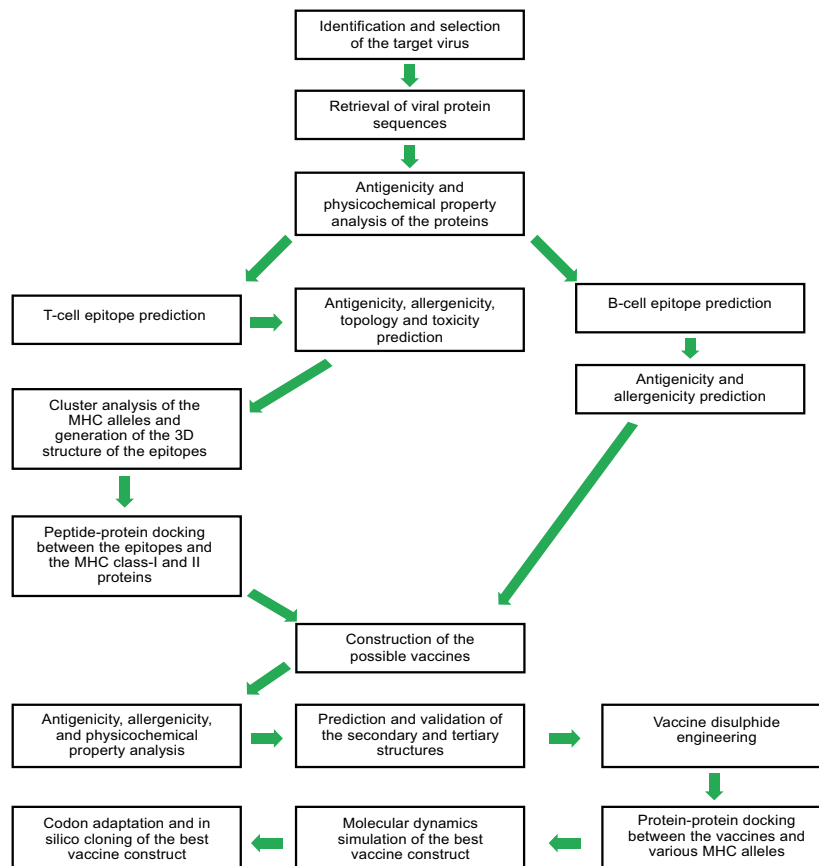 Identification and selection
of the target virus
Retrieval of viral protein
sequences
Antigenicity and
physicochemical property
analysis of the proteins
T-cell epitope prediction
Antigenicity, allergenicity,
topology and toxicity
prediction
B-cell epitope prediction
Antigenicity and
allergenicity prediction
Cluster analysis of the
MHC alleles and
generation of the 3D
structure of the epitopes
Peptide-protein docking
between the epitopes and
the MHC class-I and II
proteins
Construction of the
possible vaccines
Antigenicity, allergenicity,
and physicochemical
property analysis
Prediction and validation of
the secondary and tertiary
structures
Vaccine disulphide
engineering
Protein-protein docking
between the vaccines and
various MHC alleles
Molecular dynamics
simulation of the best
vaccine construct
Codon adaptation and in
silico cloning of the best
vaccine construct